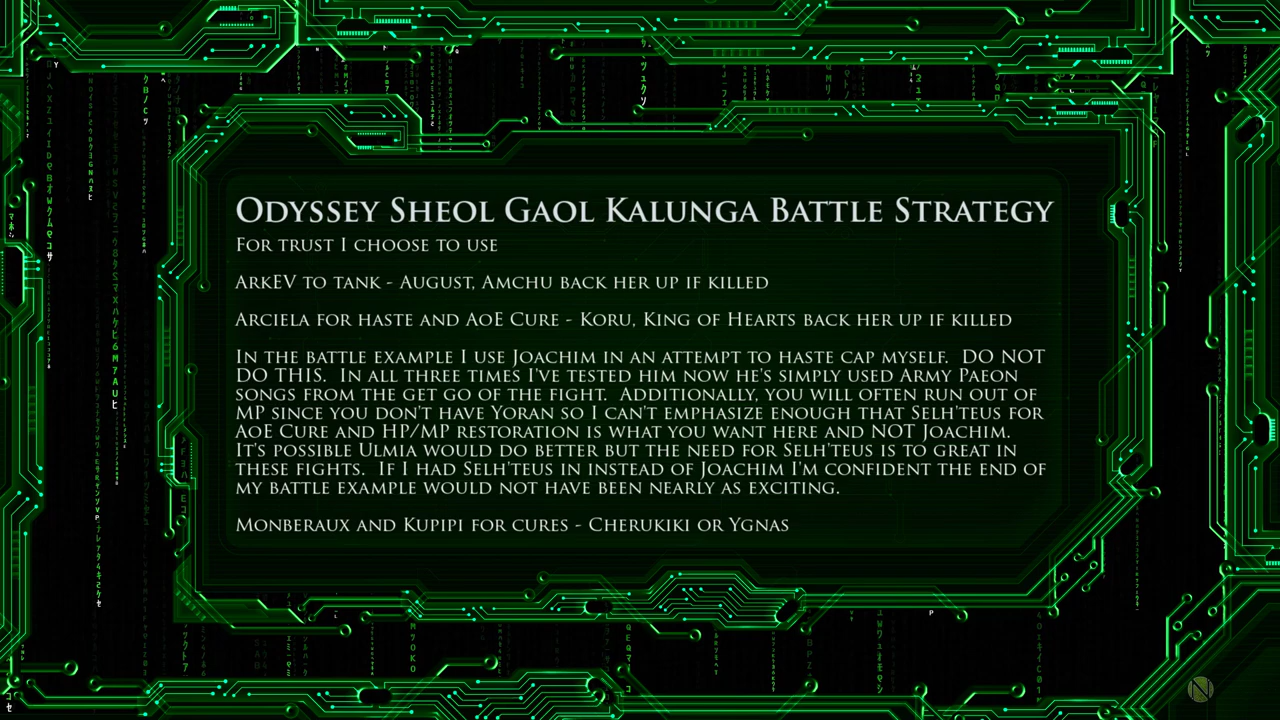 Odyssey Sheol Gaol Kalunga Battle Strategy
For trust I choose to use
ArkEV to tank - August, Amchu back her up if killed
Arciela for haste and AoE Cure - Koru, King of Hearts back her up if killed
In the battle example I use Joachim in an attempt to haste cap myself. DO NOT
DO THIS. In all three times I've tested him now he's simply used Army Paeon
songs from the get go of the fight. Additionally, you will often run out of
MP since you don't have Yoran so I can't emphasize enough that Selh'teus for
AoE Cure and HP/MP restoration is what you want here and NOT Joachim.
It's possible Ulmia would do better but the need for Selh'teus is to great in
these fights. If I had Selh'teus in instead of Joachim I'm confident the end of
my battle example would not have been nearly as exciting.
Monberaux and Kupipi for cures - Cherukiki or Ygnas